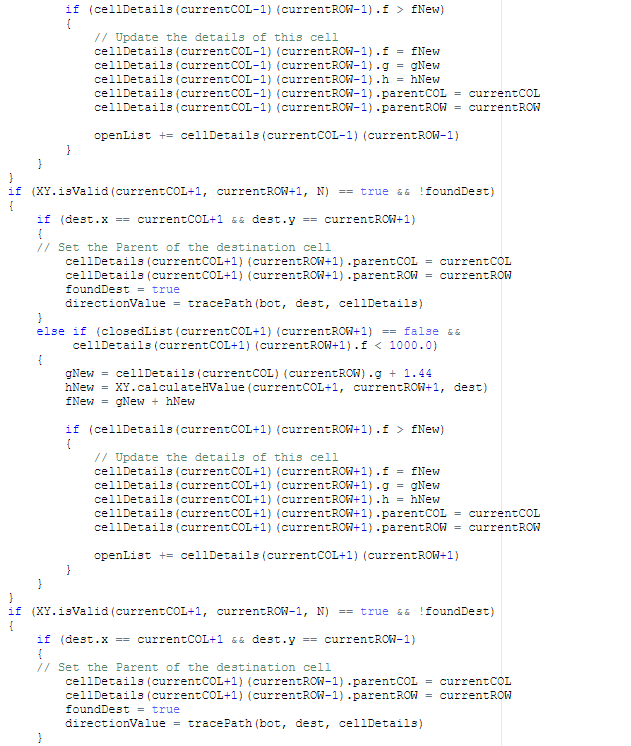 if (cellDetails(currentCOL-1)(currentROW-1).f > fNew)
{
// Update the details of this cell
cellDetails(currentCOL-1)(currentROW-1).f = fNew
cellDetails(currentCOL-1)(currentROW-1).g = gNew
cellDetails(currentCOL-1)(currentROW-1).h = hNew
cellDetails(currentCOL-1)(currentROW-1).parentCOL = currentCOL
cellDetails(currentCOL-1)(currentROW-1).parentROW = currentROW
openList += cellDetails(currentCOL-1)(currentROW-1)
}
}
}
if (XY.isValid(currentCOL+1, currentROW+1, N) == true && !foundDest)
{
if (dest.x == currentCOL+1 && dest.y == currentROW+1)
{
// Set the Parent of the destination cell
cellDetails(currentCOL+1)(currentROW+1).parentCOL = currentCOL
cellDetails(currentCOL+1)(currentROW+1).parentROW = currentROW
foundDest = true
directionValue = tracePath(bot, dest, cellDetails)
}
else if (closedList(currentCOL+1)(currentROW+1) == false &&
cellDetails(currentCOL+1)(currentROW+1).f < 1000.0)
{
gNew = cellDetails(currentCOL)(currentROW).g + 1.44
hNew = XY.calculateHValue(currentCOL+1, currentROW+1, dest)
fNew = gNew + hNew
if (cellDetails(currentCOL+1)(currentROW+1).f > fNew)
{
// Update the details of this cell
cellDetails(currentCOL+1)(currentROW+1).f = fNew
cellDetails(currentCOL+1)(currentROW+1).g = gNew
cellDetails(currentCOL+1)(currentROW+1).h = hNew
cellDetails(currentCOL+1)(currentROW+1).parentCOL = currentCOL
cellDetails(currentCOL+1)(currentROW+1).parentROW = currentROW
openList += cellDetails(currentCOL+1)(currentROW+1)
}
}
}
if (XY.isValid(currentCOL+1, currentROW-1, N) == true && !foundDest)
{
if (dest.x == currentCOL+1 && dest.y == currentROW-1)
{
// Set the Parent of the destination cell
cellDetails(currentCOL+1)(currentROW-1).parentCOL = currentCOL
cellDetails(currentCOL+1)(currentROW-1).parentROW = currentROW
foundDest = true
directionValue = tracePath(bot, dest, cellDetails)
}